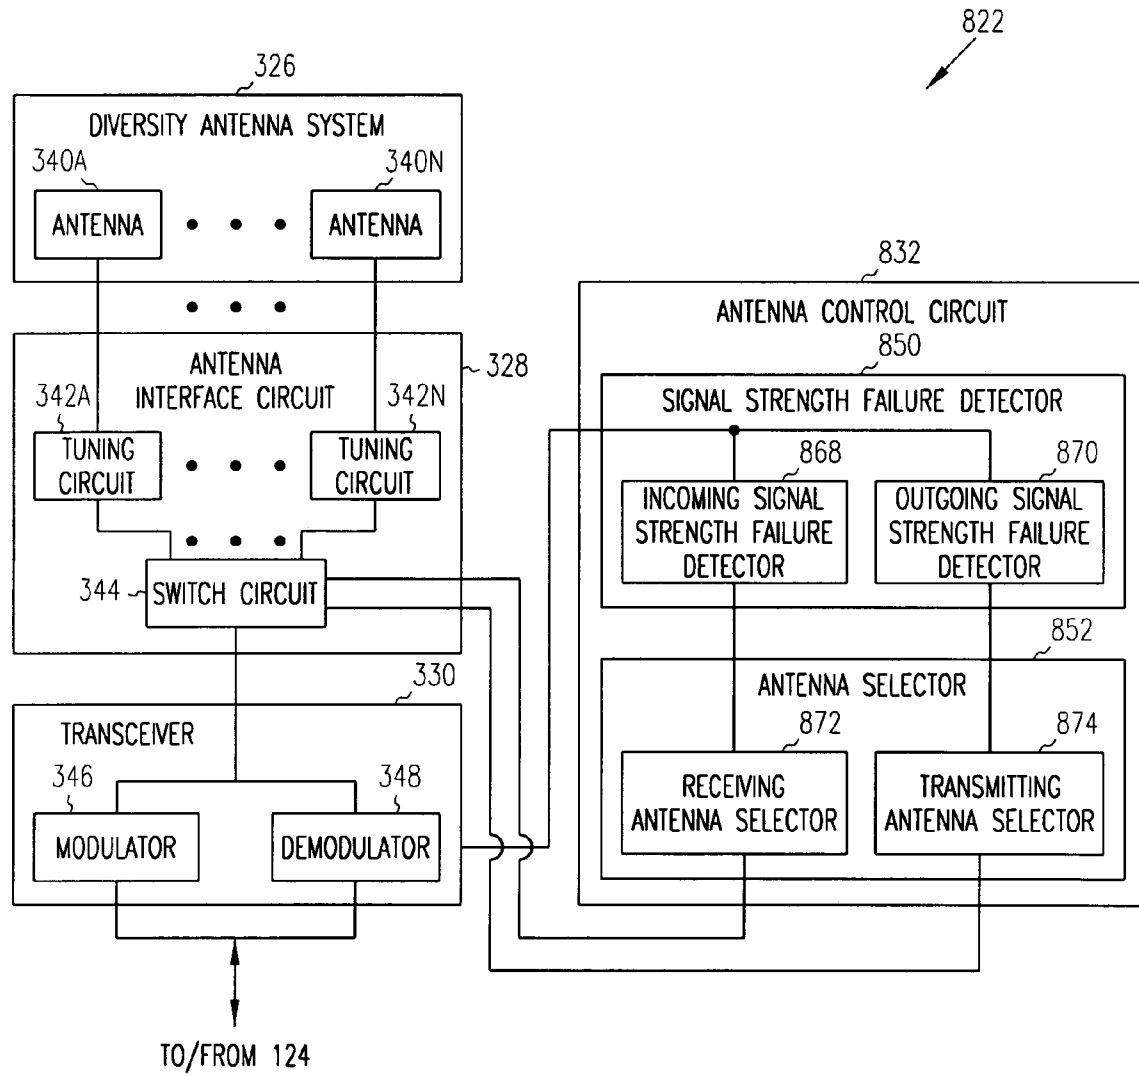 822
326
DIVERSITY ANTENNA SYSTEM
340A
340N
ANTENNA
ANTENNA
832
ANTENNA CONTROL CIRCUIT
328
ANTENNA
INTERFACE CIRCUIT
342A
342N
TUNING
CIRCUIT
TUNING
CIRCUIT
344
SWITCH CIRCUIT
850
SIGNAL STRENGTH FAILURE DETECTOR
868
870
INCOMING SIGNAL
STRENGTH FAILURE
DETECTOR
OUTGOING SIGNAL
STRENGTH FAILURE
DETECTOR
852
ANTENNA SELECTOR
872
874
RECEIVING
ANTENNA SELECTOR
TRANSMITTING
ANTENNA SELECTOR
330
TRANSCEIVER
346
348
MODULATOR
DEMODULATOR
TO/FROM 124